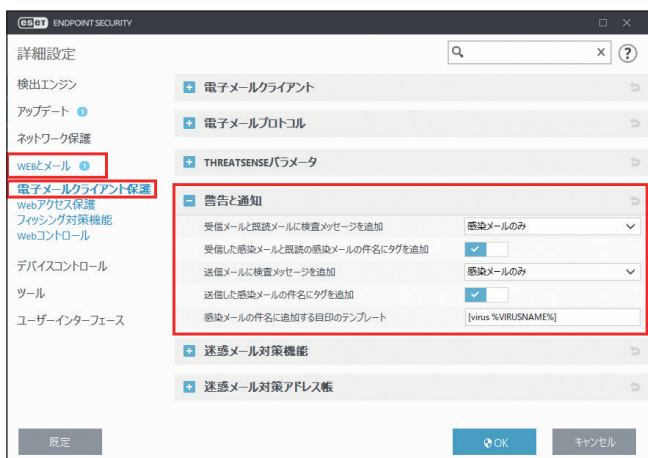 eset ENDPOINT SECURITY
詳細設定
x ?
検出エンジン
アップデート 1
ネットワーク保護
WEBとメール 1
電子メールクライアント保護
Webアクセス保護
フィッシング対策機能
Webコントロール
デバイスコントロール
ツール
ユーザーインターフェース
電子メールクライアント
電子メールプロトコル
THREATSENSEパラメータ
警告と通知
受信メールと既読メールに検査メッセージを追加 感染メールのみ
受信した感染メールと既読の感染メールの件名にタグを追加
送信メールに検査メッセージを追加 感染メールのみ
送信した感染メールの件名にタグを追加
感染メールの件名に追加する目印のテンプレート [virus %VIRUSNAME%]
迷惑メール対策機能
迷惑メール対策アドレス帳
既定 OK キャンセル